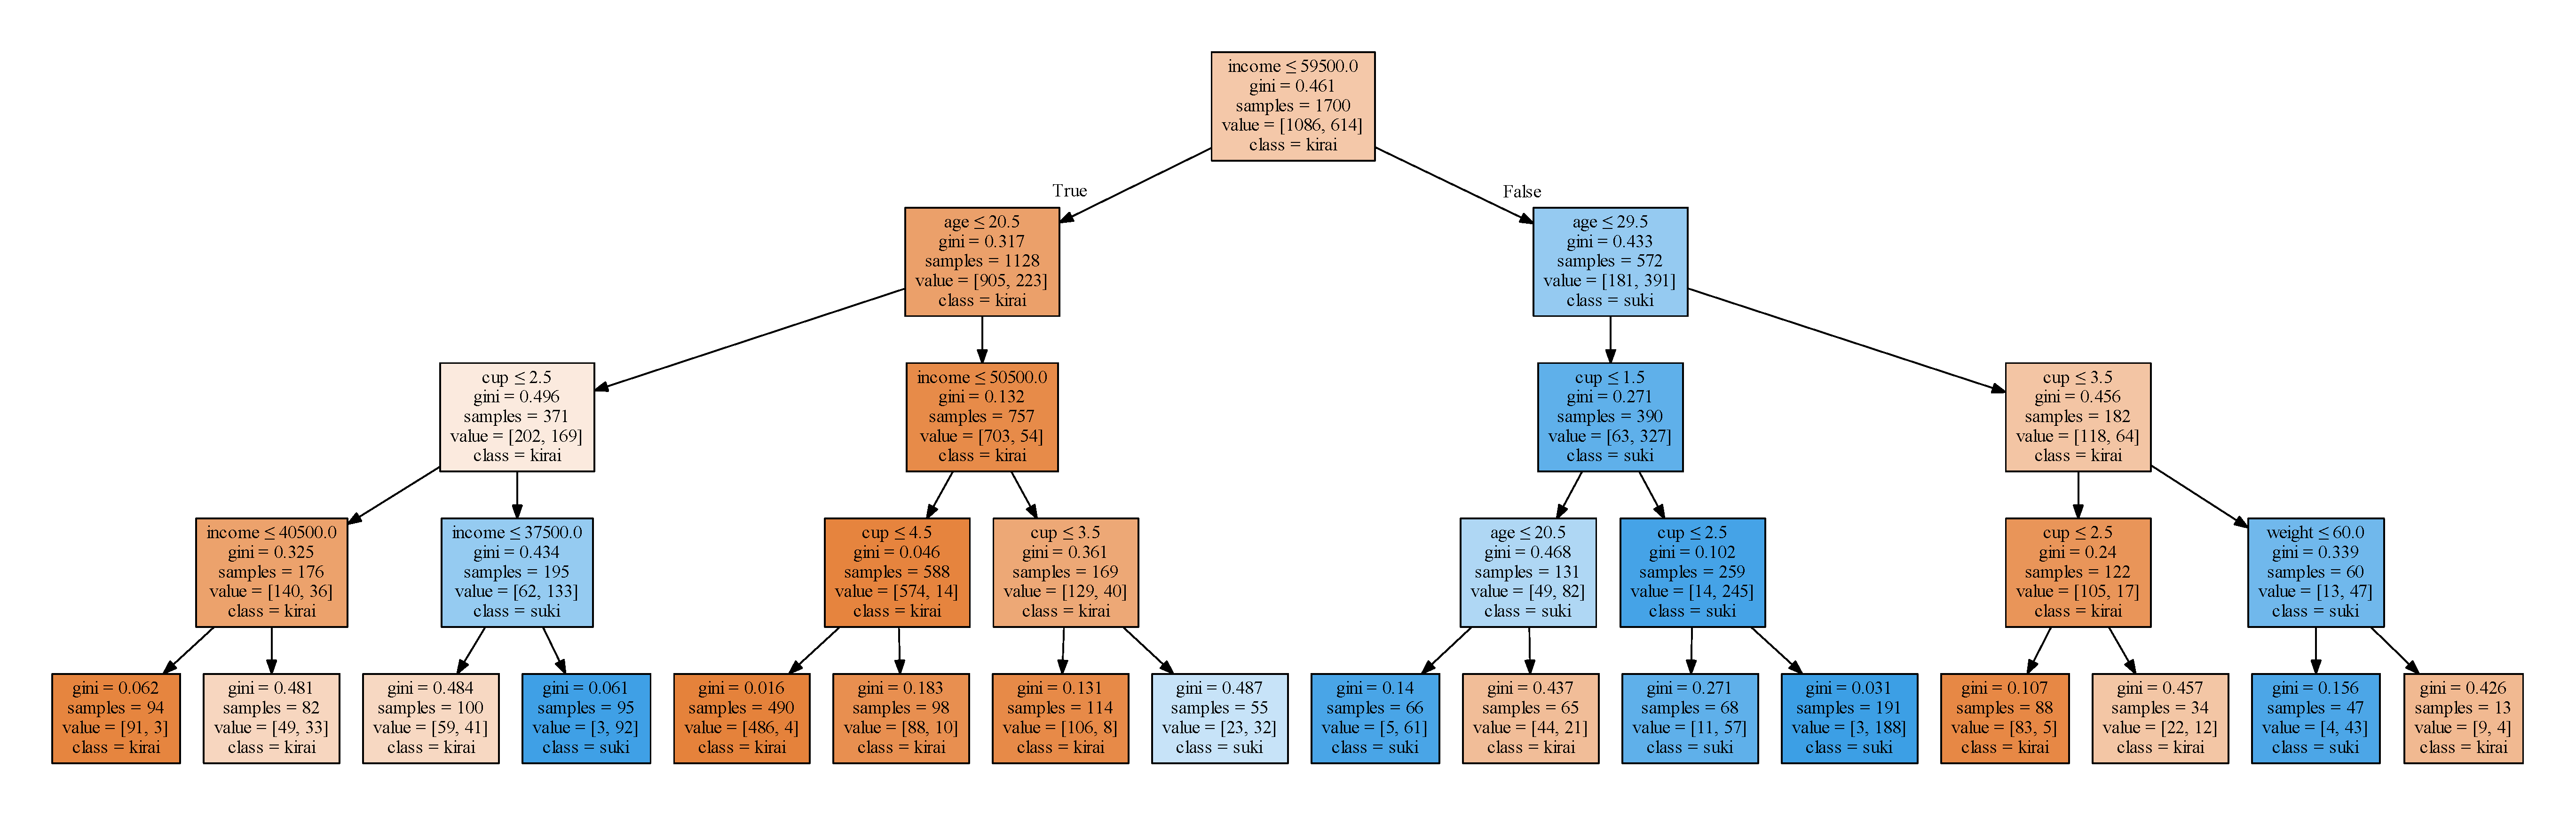 income ≤ 59500.0
gini = 0.461
samples = 1700
value = [1086, 614]
class = kirai
True
False
age ≤ 20.5
gini = 0.317
samples = 1128
value = [905, 223]
class = kirai
age ≤ 29.5
gini = 0.433
samples = 572
value = [181, 391]
class = suki
cup ≤ 2.5
gini = 0.496
samples = 371
value = [202, 169]
class = kirai
income ≤ 50500.0
gini = 0.132
samples = 757
value = [703, 54]
class = kirai
cup ≤ 1.5
gini = 0.271
samples = 390
value = [63, 327]
class = suki
cup ≤ 3.5
gini = 0.456
samples = 182
value = [118, 64]
class = kirai
income ≤ 40500.0
gini = 0.325
samples = 176
value = [140, 36]
class = kirai
income ≤ 37500.0
gini = 0.434
samples = 195
value = [62, 133]
class = suki
cup ≤ 4.5
gini = 0.046
samples = 588
value = [574, 14]
class = kirai
cup ≤ 3.5
gini = 0.361
samples = 169
value = [129, 40]
class = kirai
age ≤ 20.5
gini = 0.468
samples = 131
value = [49, 82]
class = suki
cup ≤ 2.5
gini = 0.102
samples = 259
value = [14, 245]
class = suki
cup ≤ 2.5
gini = 0.24
samples = 122
value = [105, 17]
class = kirai
weight ≤ 60.0
gini = 0.339
samples = 60
value = [13, 47]
class = suki
gini = 0.062
samples = 94
value = [91, 3]
class = kirai
gini = 0.481
samples = 82
value = [49, 33]
class = kirai
gini = 0.484
samples = 100
value = [59, 41]
class = kirai
gini = 0.061
samples = 95
value = [3, 92]
class = suki
gini = 0.016
samples = 490
value = [486, 4]
class = kirai
gini = 0.183
samples = 98
value = [88, 10]
class = kirai
gini = 0.131
samples = 114
value = [106, 8]
class = kirai
gini = 0.487
samples = 55
value = [23, 32]
class = suki
gini = 0.14
samples = 66
value = [5, 61]
class = suki
gini = 0.437
samples = 65
value = [44, 21]
class = kirai
gini = 0.271
samples = 68
value = [11, 57]
class = suki
gini = 0.031
samples = 191
value = [3, 188]
class = suki
gini = 0.107
samples = 88
value = [83, 5]
class = kirai
gini = 0.457
samples = 34
value = [22, 12]
class = kirai
gini = 0.156
samples = 47
value = [4, 43]
class = suki
gini = 0.426
samples = 13
value = [9, 4]
class = kirai